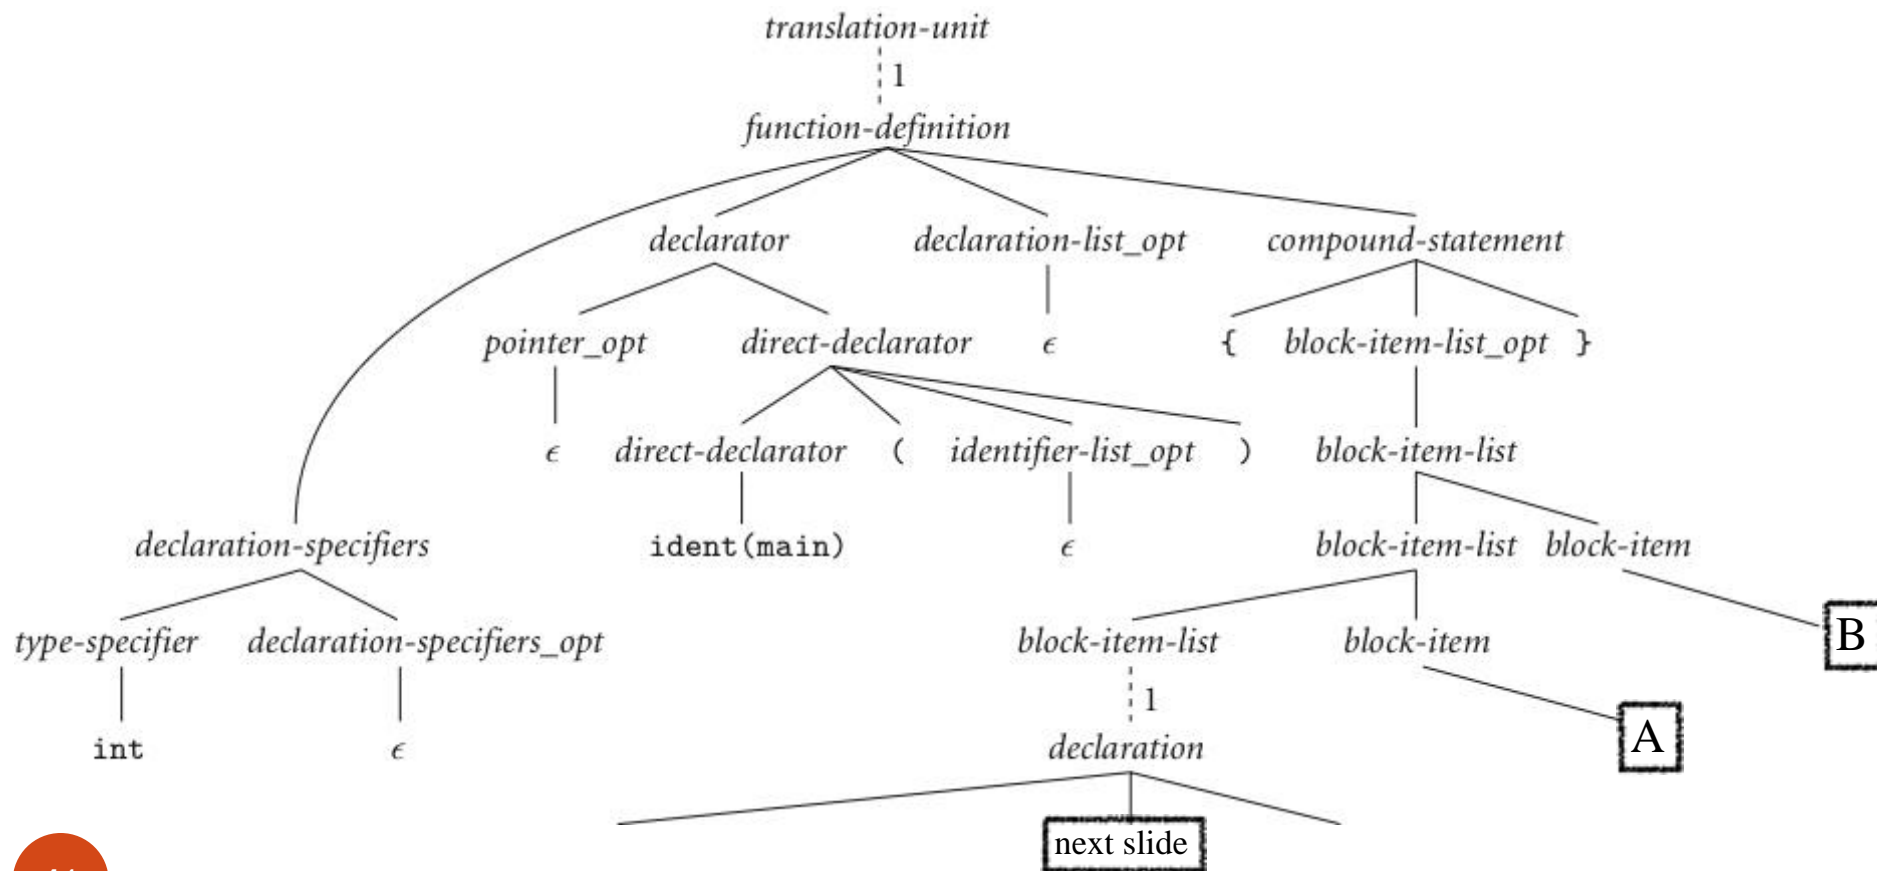 translation-unit
1
function-definition
declarator declaration-list_opt compound-statement
pointer_opt direct-declarator ϵ { block-item-list_opt }
ϵ direct-declarator ( identifier-list_opt ) block-item-list
declaration-specifiers ident(main) ϵ block-item-list block-item
type-specifier declaration-specifiers_opt block-item-list block-item B
1
int ϵ declaration A
next slide